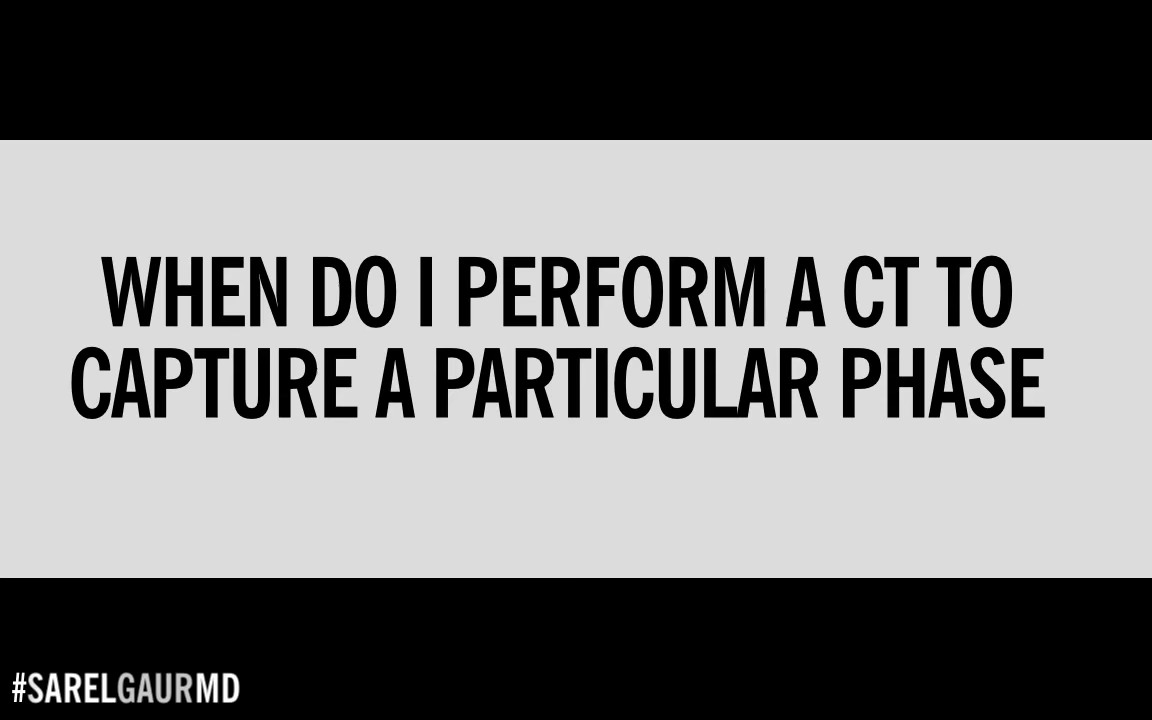 WHEN DO I PERFORM A CT TO
CAPTURE A PARTICULAR PHASE
#SARELGAURMD